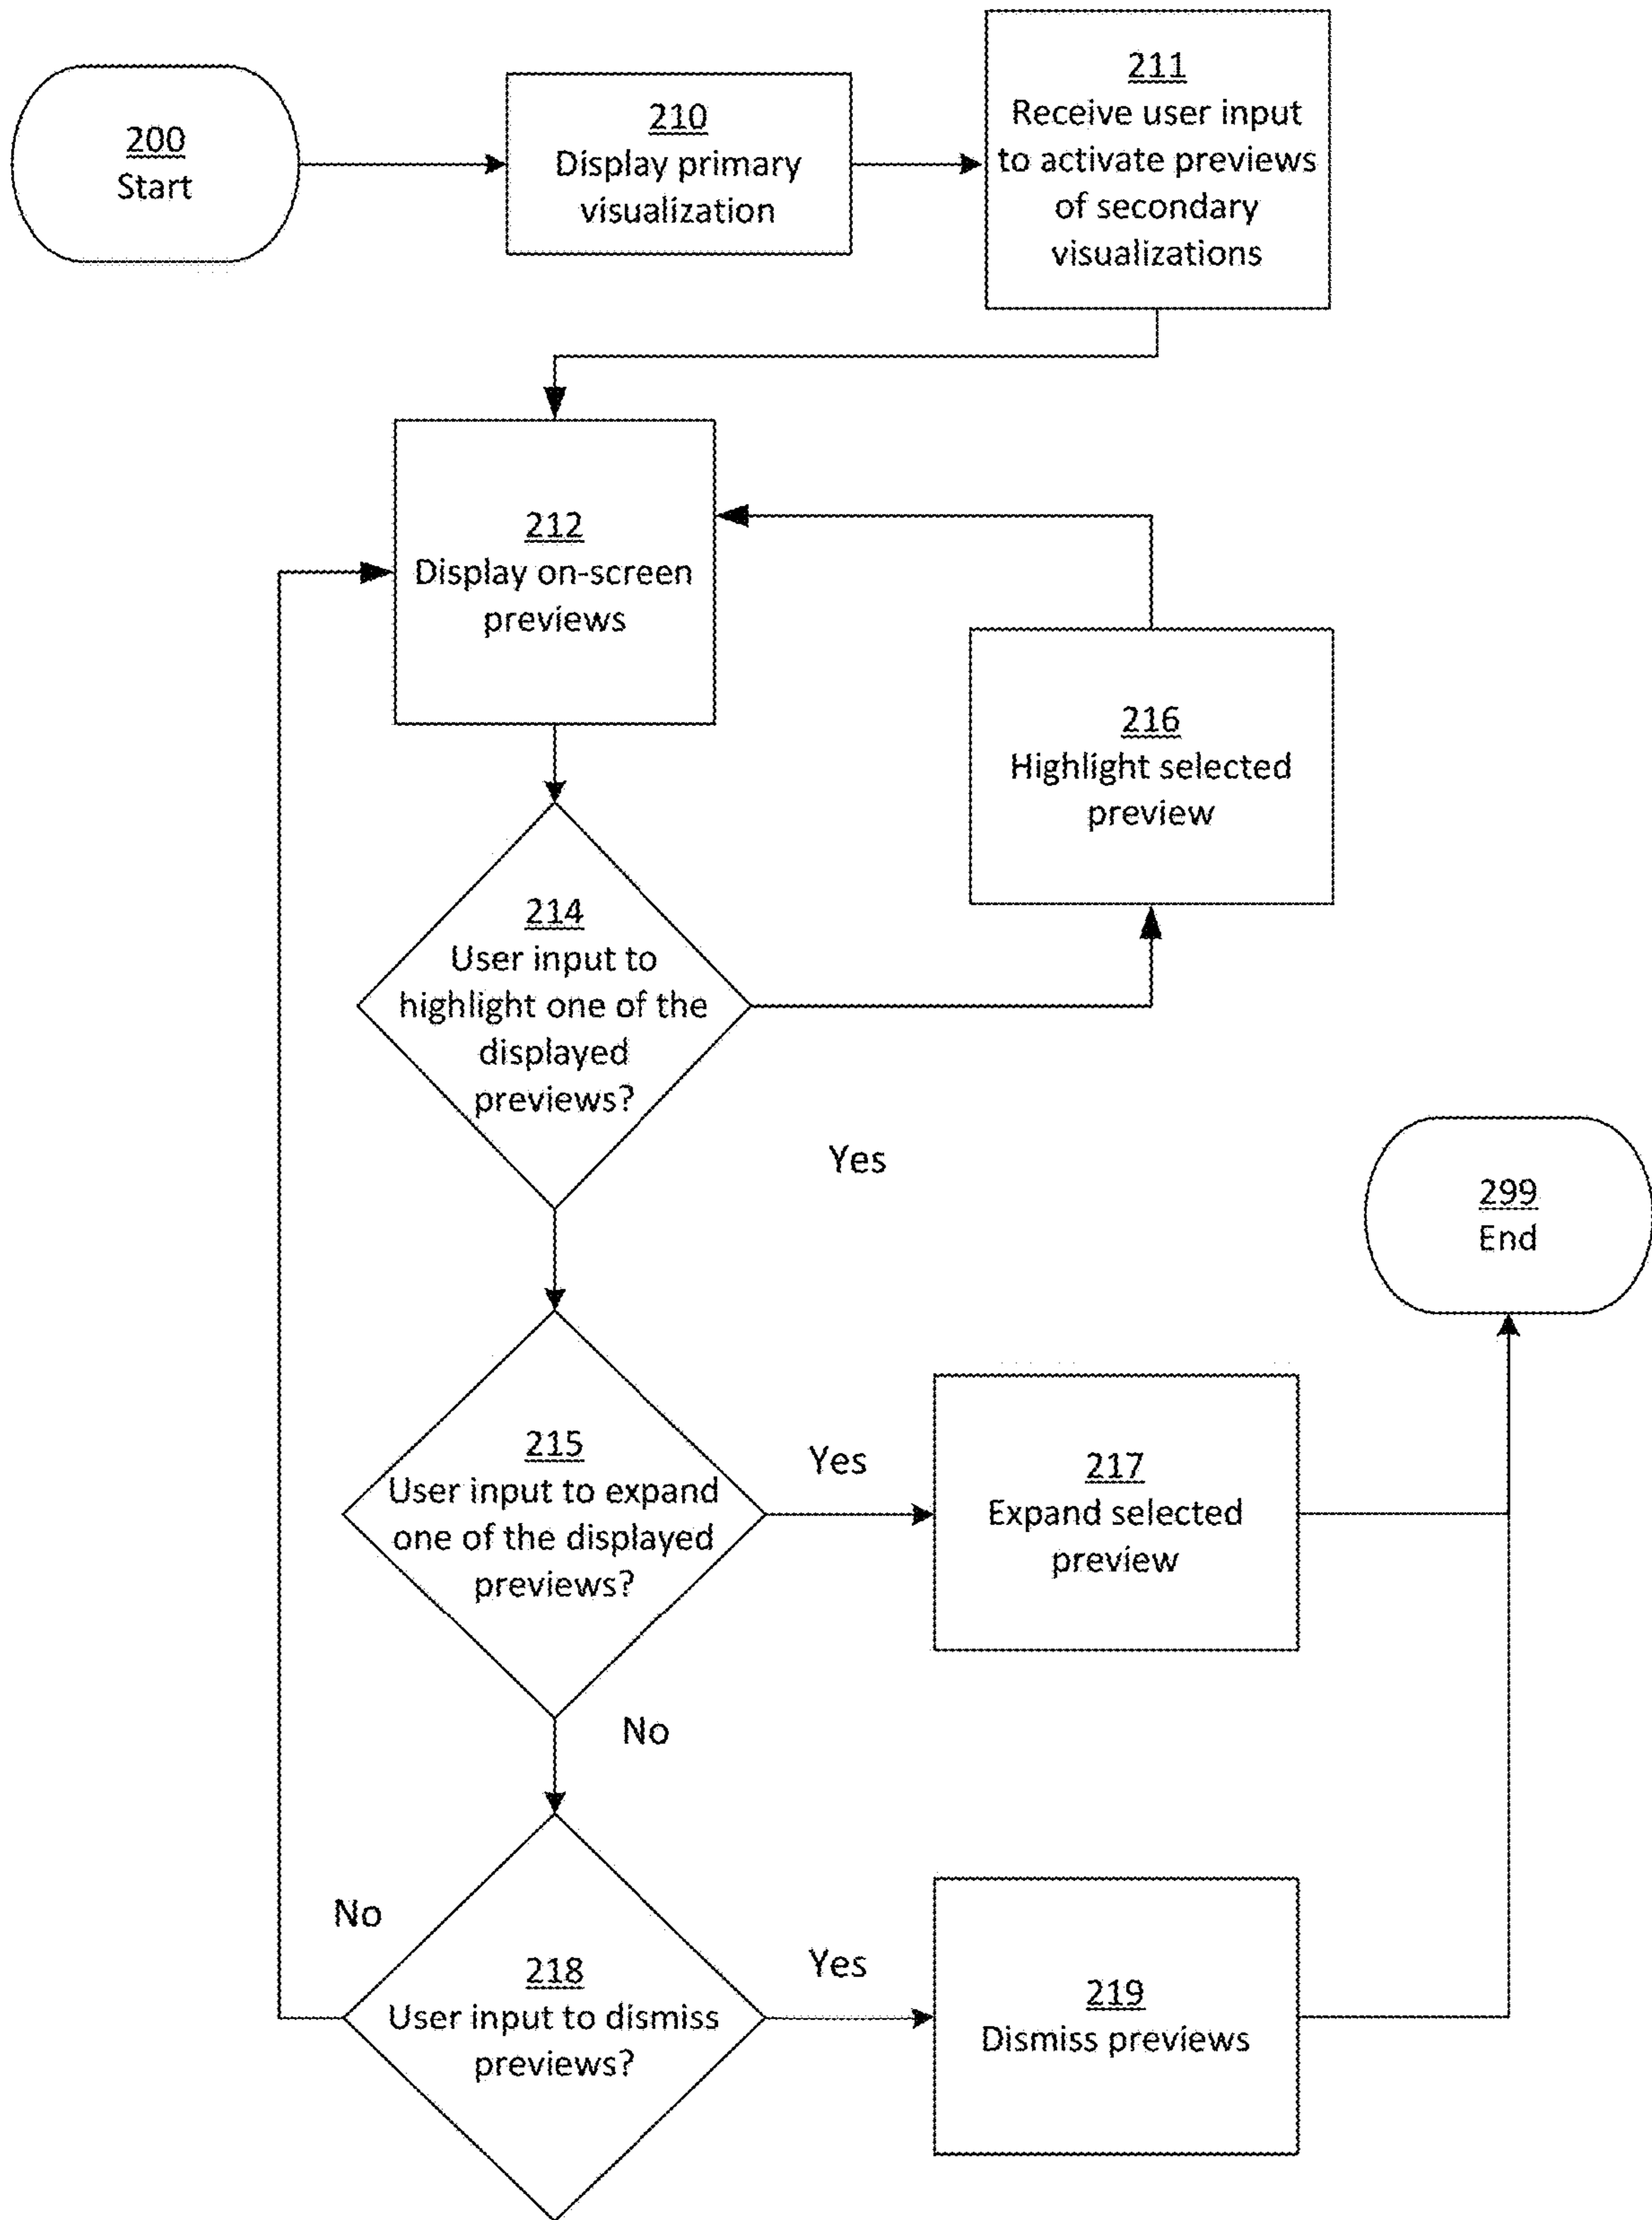 200
Start
210
Display primary
visualization
211
Receive user input
to activate previews
of secondary
visualizations
212
Display on-screen
previews
216
Highlight selected
preview
214
User input to
highlight one of the
displayed
previews?
Yes
299
End
215
User input to expand
one of the displayed
previews?
Yes
217
Expand selected
preview
No
No
218
User input to dismiss
previews?
Yes
219
Dismiss previews